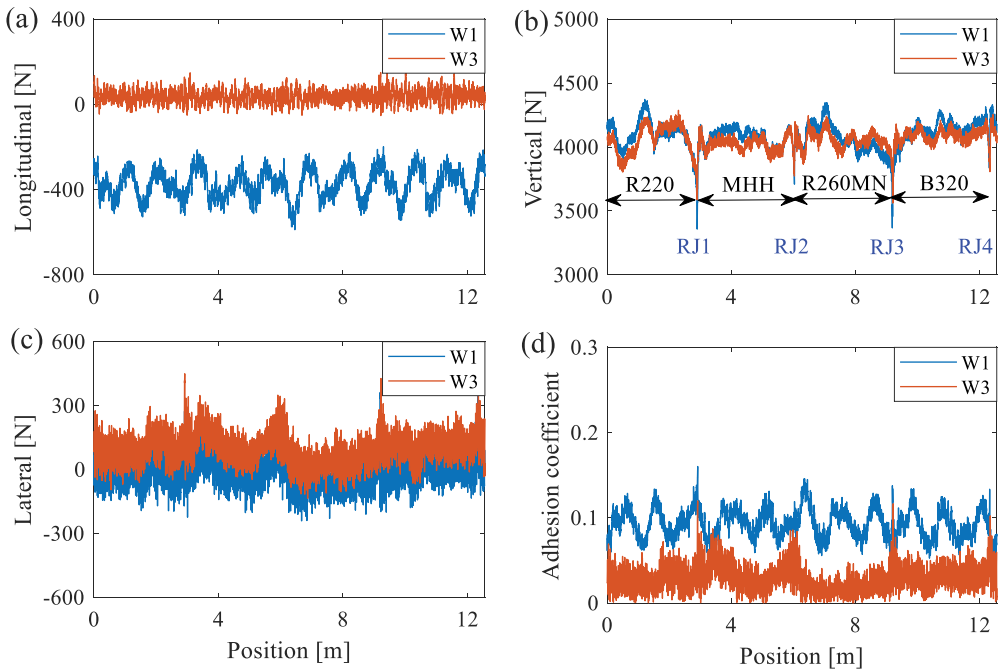 (a)
400
0
-400
-800
Longitudinal [N]
W1
W3
0
4
8
12
(b)
5000
4500
4000
3500
3000
Vertical [N]
W1
W3
R220
MHH
R260MN
B320
RJ1
RJ2
RJ3
RJ4
0
4
8
12
(c)
600
300
0
-300
-600
Lateral [N]
W1
W3
0
4
8
12
Position [m]
(d)
0.3
0.2
0.1
0
Adhesion coefficient
W1
W3
0
4
8
12
Position [m]